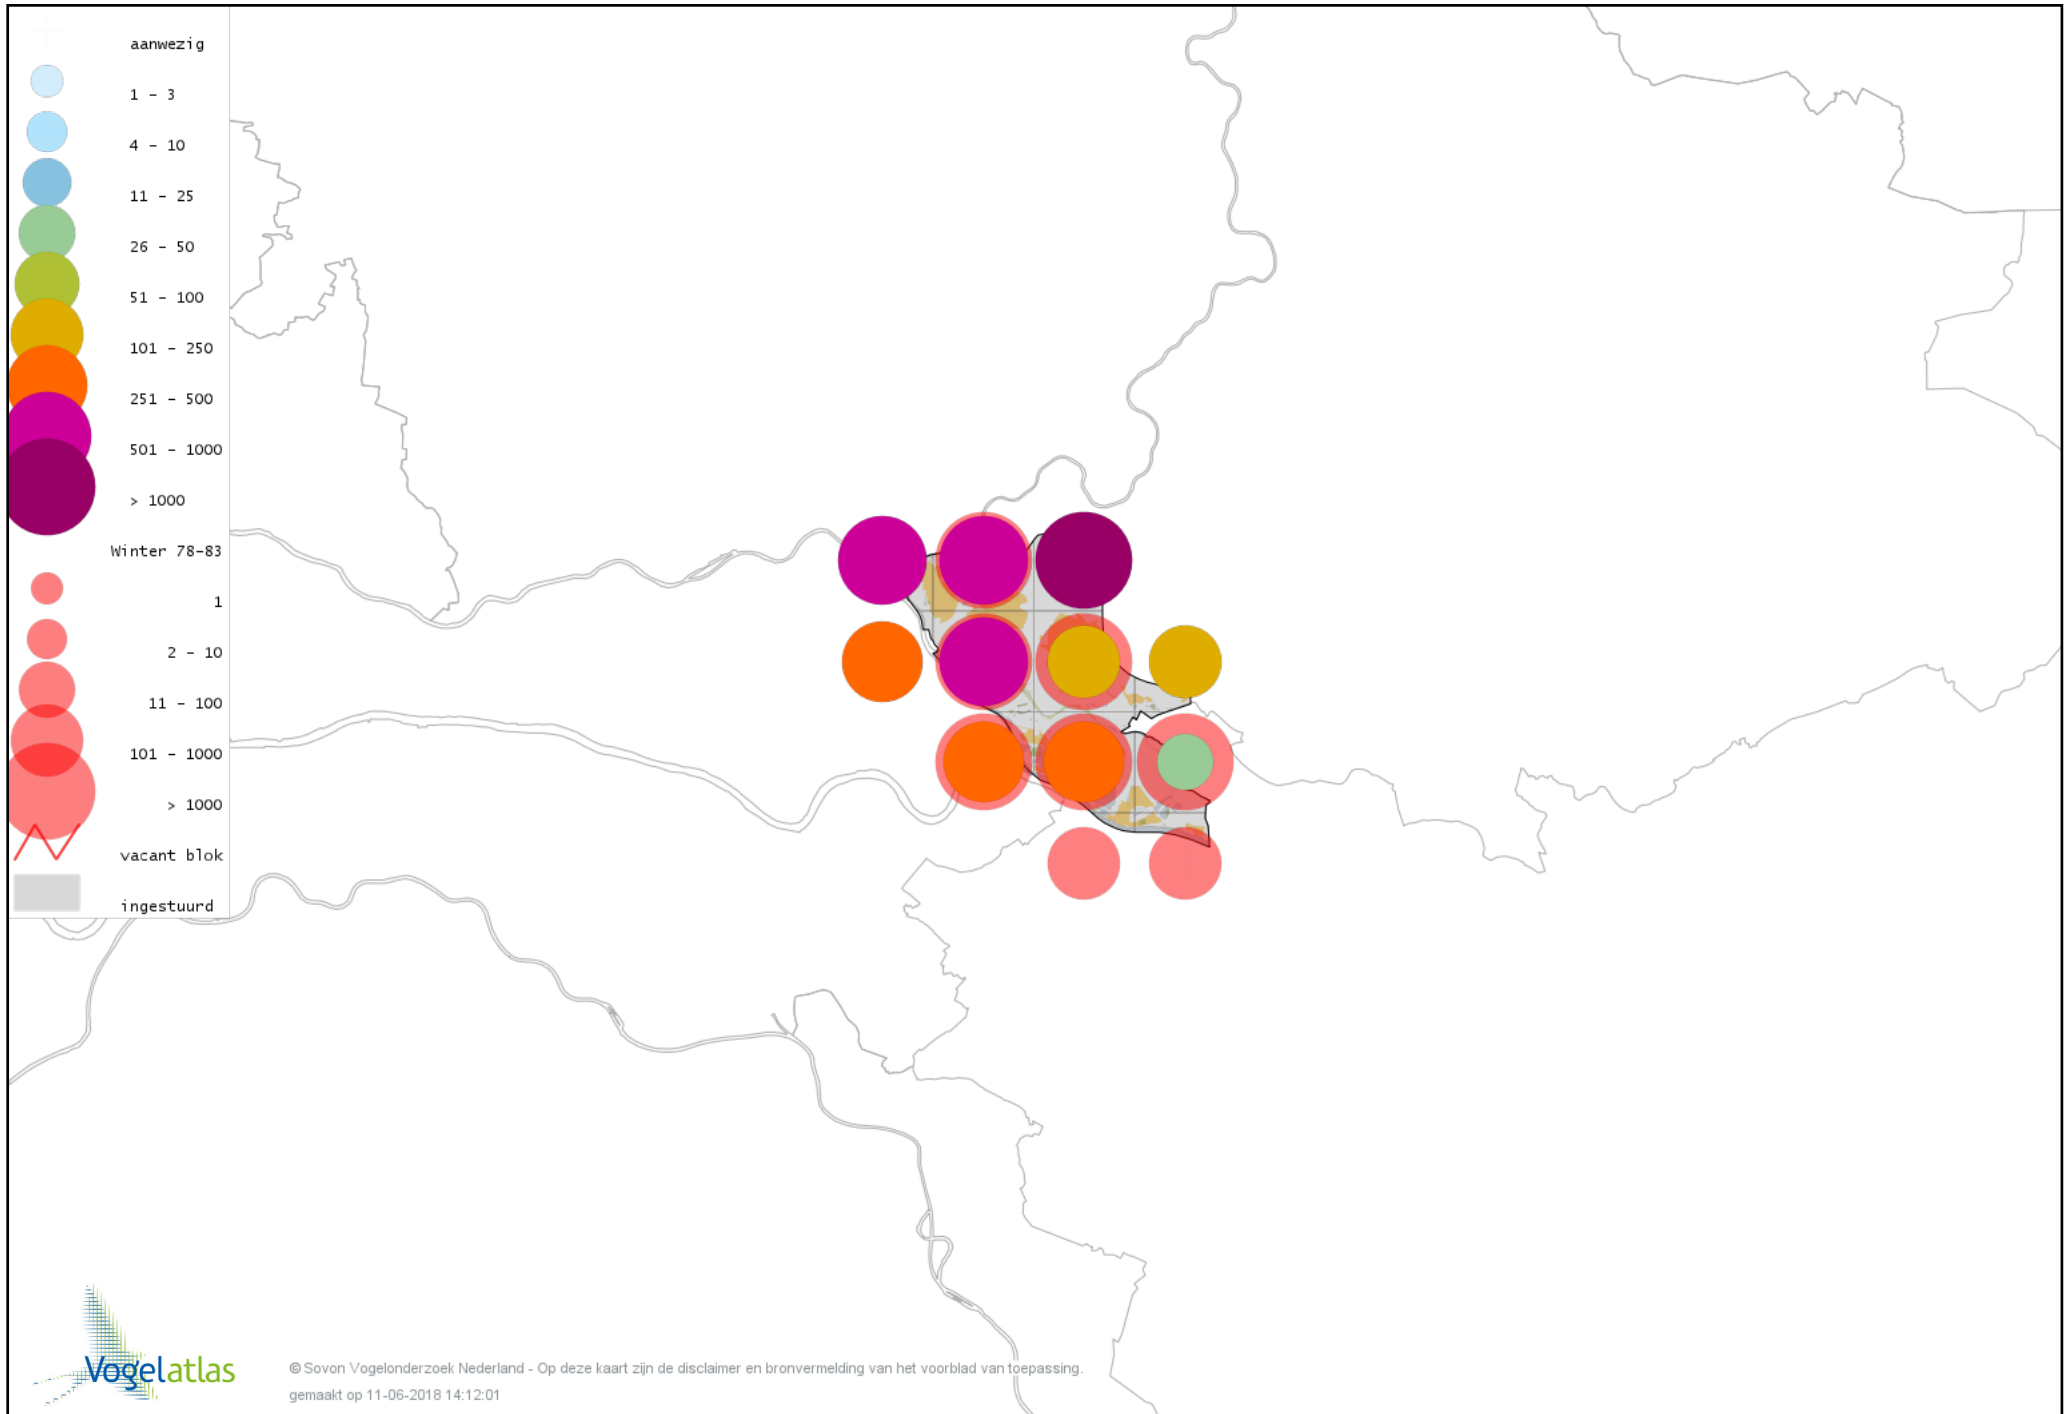 aanwezig
1 - 3
4 - 10
11 - 25
26 - 50
51 - 100
101 - 250
251 - 500
501 - 1000
> 1000
Winter 78-83
1
2 - 10
11 - 100
101 - 1000
> 1000
vacant blok
ingestuurd
Vogelatlas
© Sovon Vogelonderzoek Nederland - Op deze kaart zijn de disclaimer en bronvermelding van het voorblad van toepassing.
gemaakt op 11-06-2018 14:12:01